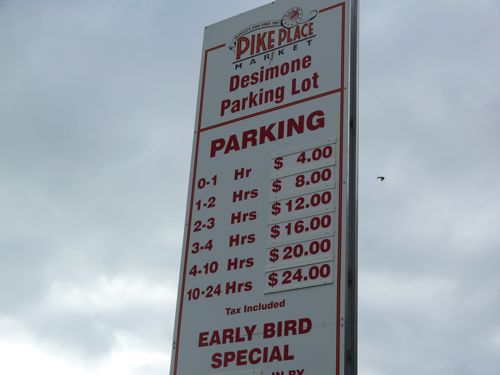 PIKE PLACE
MARKET
Desimone
Parking Lot
PARKING
0-1 Hr $ 4.00
1-2 Hrs $ 8.00
2-3 Hrs $ 12.00
3-4 Hrs $ 16.00
4-10 Hrs $ 20.00
10-24 Hrs $ 24.00
Tax Included
EARLY BIRD
SPECIAL
IN BY